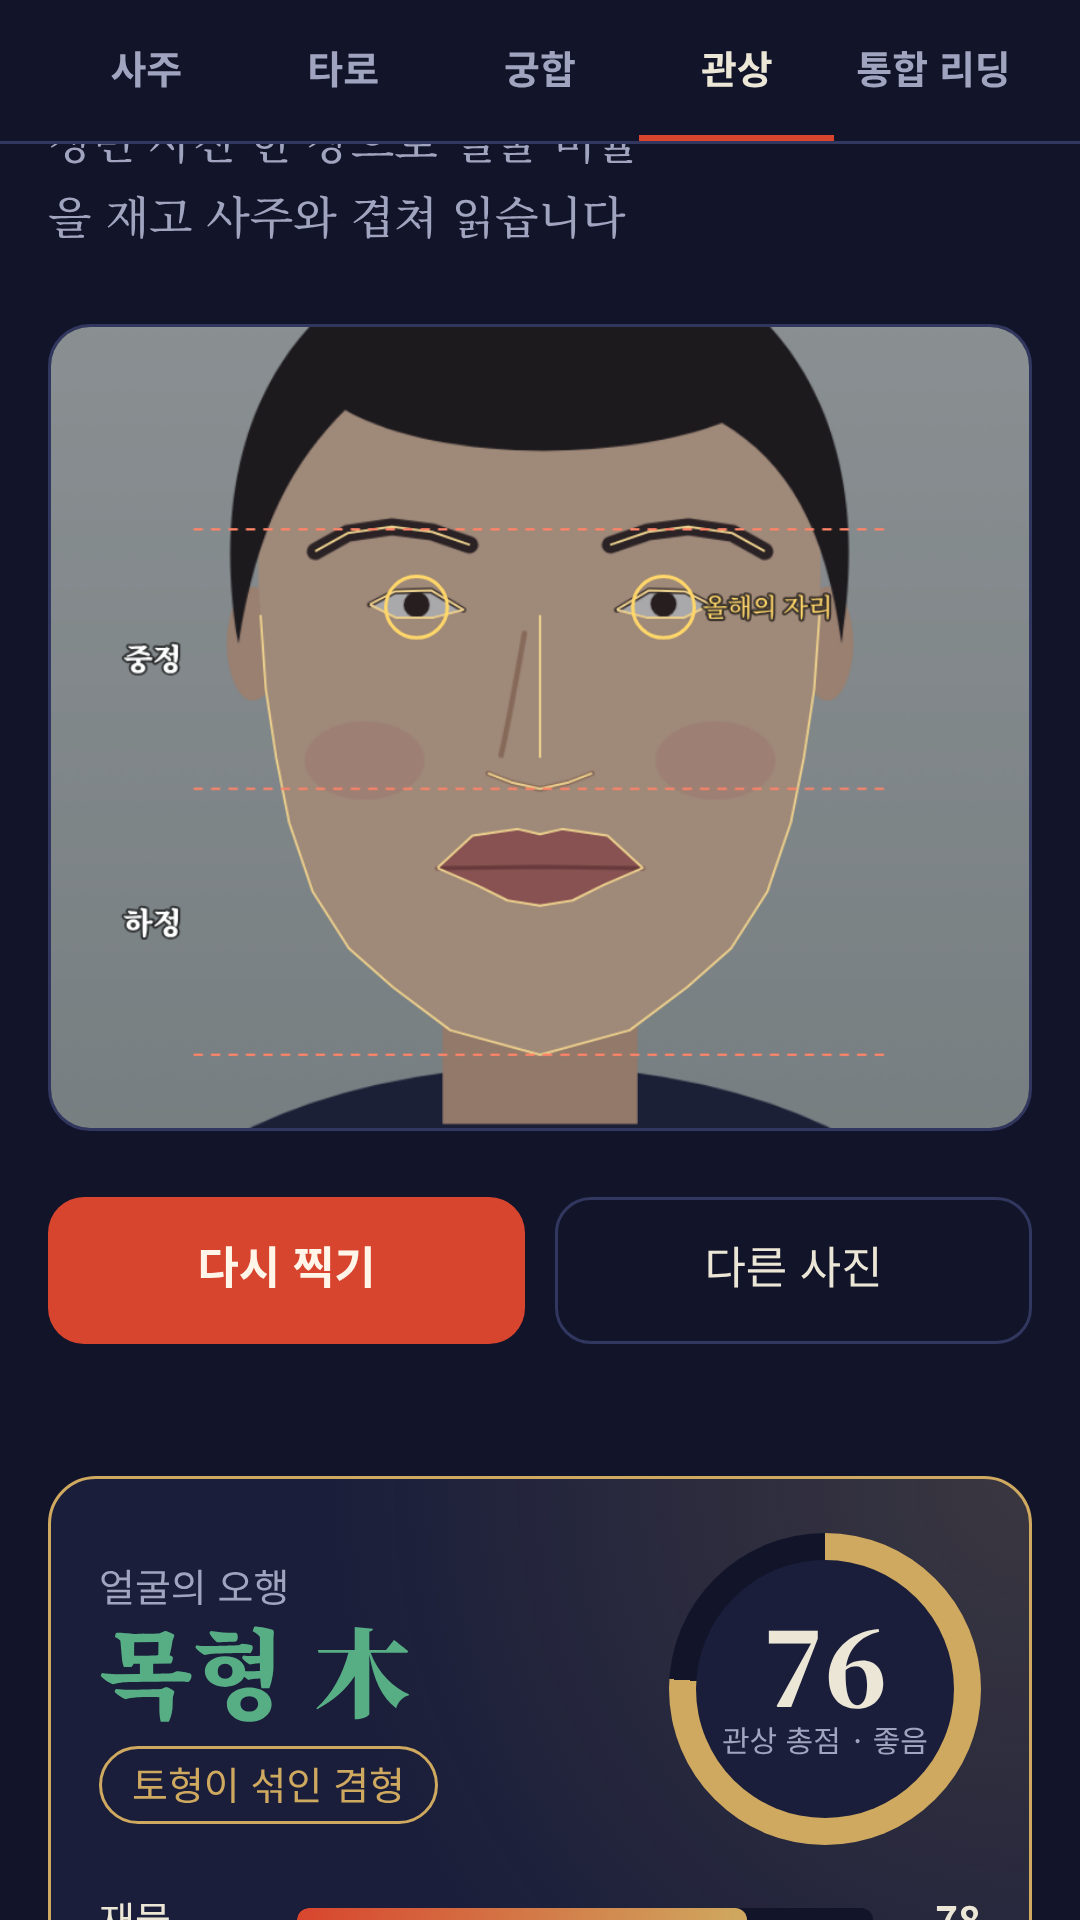 사주 타로 궁합 관상 통합 리딩
을 재고 사주와 겹쳐 읽습니다
올해의 자리
중정
하정
다시 찍기 다른 사진
얼굴의 오행
목형 木
토형이 섞인 겸형
76
관상 총점 · 좋음
재물 78